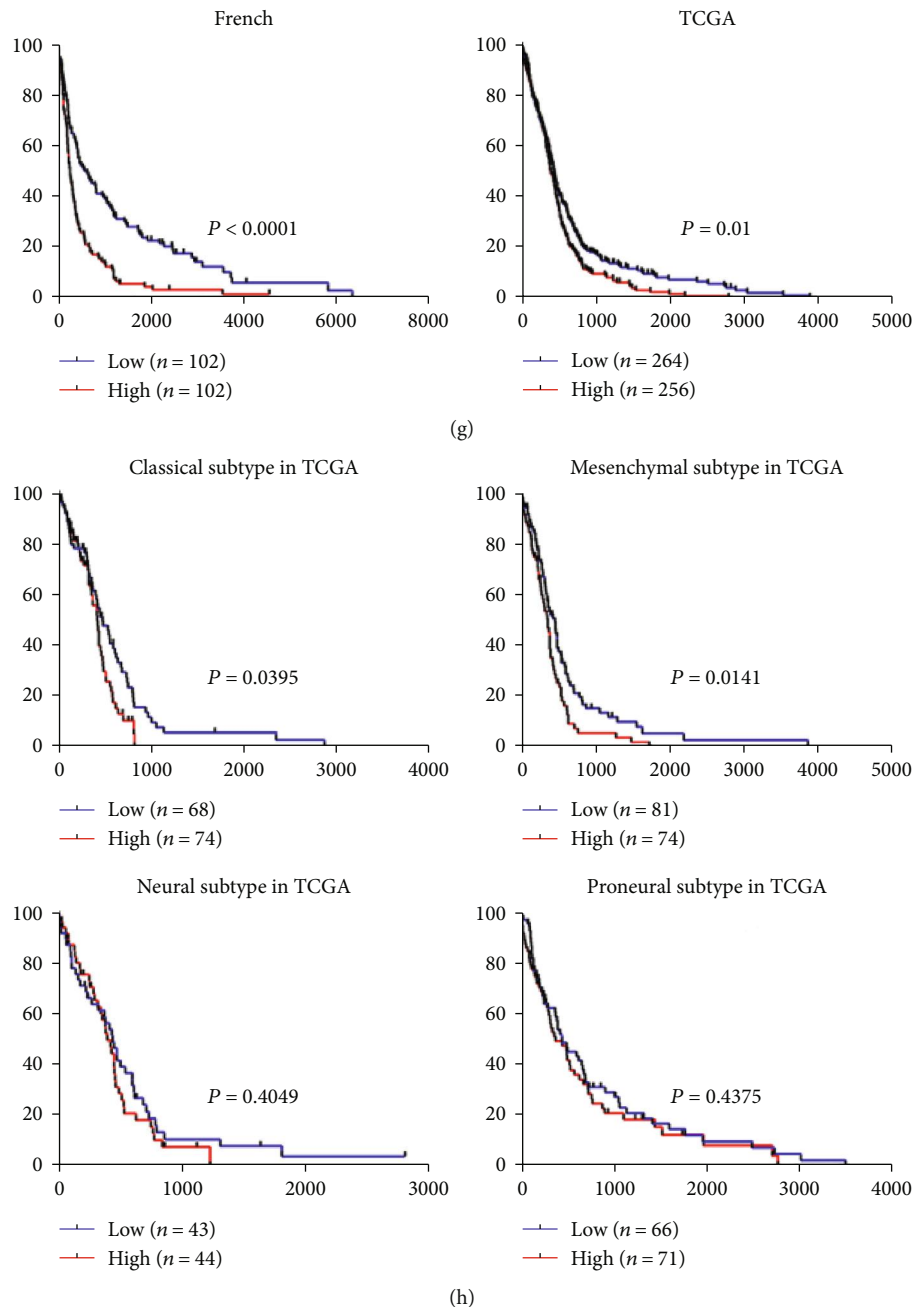 French
100
80
60
40
20
0
P < 0.0001
0 2000 4000 6000 8000
Low (n = 102)
High (n = 102)
TCGA
100
80
60
40
20
0
P = 0.01
0 1000 2000 3000 4000 5000
Low (n = 264)
High (n = 256)
(g)
Classical subtype in TCGA
100
80
60
40
20
0
P = 0.0395
0 1000 2000 3000 4000
Low (n = 68)
High (n = 74)
Mesenchymal subtype in TCGA
100
80
60
40
20
0
P = 0.0141
0 1000 2000 3000 4000 5000
Low (n = 81)
High (n = 74)
Neural subtype in TCGA
100
80
60
40
20
0
P = 0.4049
0 1000 2000 3000
Low (n = 43)
High (n = 44)
Proneural subtype in TCGA
100
80
60
40
20
0
P = 0.4375
0 1000 2000 3000 4000
Low (n = 66)
High (n = 71)
(h)